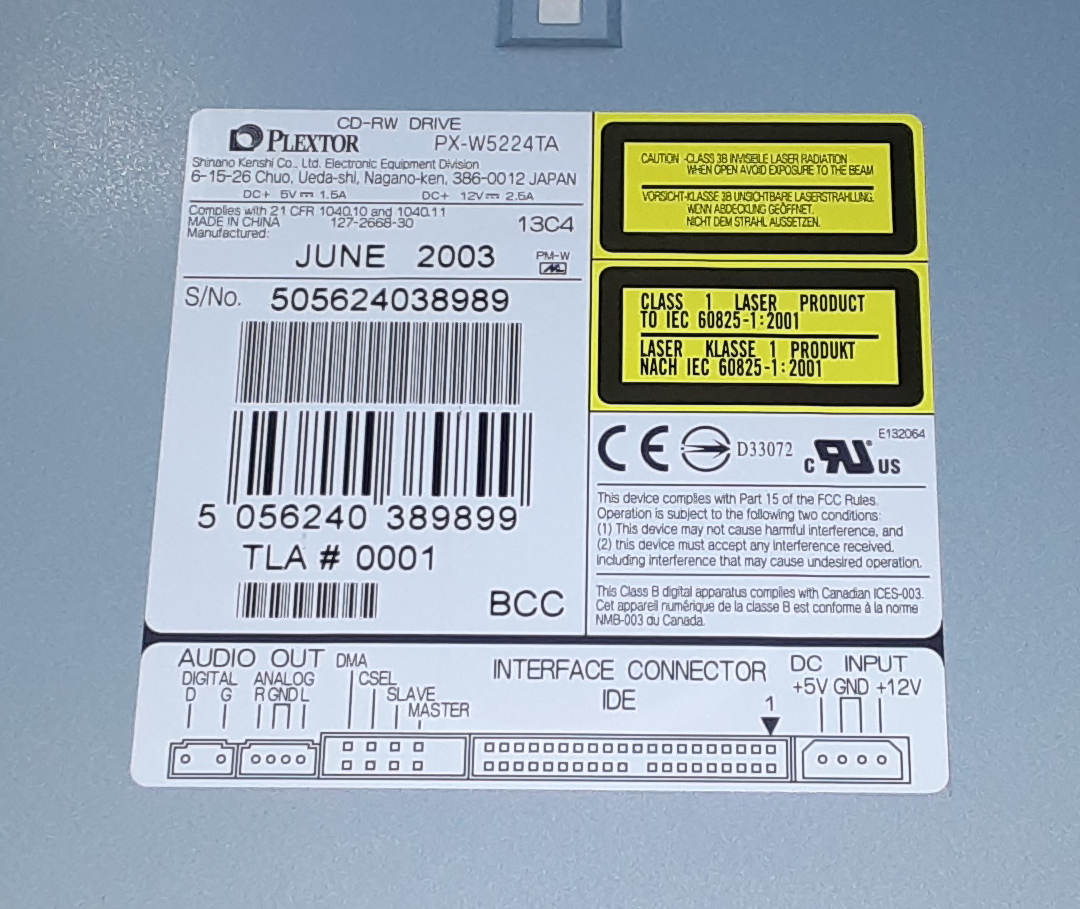 CD-RW DRIVE
PLEXTOR PX-W5224TA
Shinano Kenshi Co., Ltd. Electronic Equipment Division
6-15-26 Chuo, Ueda-shi, Nagano-ken, 386-0012 JAPAN
DC+ 5V⎓ 1.5A DC+ 12V⎓ 2.5A
Complies with 21 CFR 1040.10 and 1040.11
MADE IN CHINA 127-2668-30 13C4
Manufactured:
JUNE 2003 PM-W
S/No. 505624038989
5 056240 389899
TLA # 0001
BCC
CAUTION -CLASS 3B INVISIBLE LASER RADIATION
WHEN OPEN AVOID EXPOSURE TO THE BEAM
VORSICHT-KLASSE 3B UNSICHTBARE LASERSTRAHLUNG,
WENN ABDECKUNG GEÖFFNET.
NICHT DEM STRAHL AUSSETZEN.
CLASS 1 LASER PRODUCT
TO IEC 60825-1:2001
LASER KLASSE 1 PRODUKT
NACH IEC 60825-1:2001
E132064
CE D33072 c RU US
This device complies with Part 15 of the FCC Rules.
Operation is subject to the following two conditions:
(1) This device may not cause harmful interference, and
(2) this device must accept any interference received,
including interference that may cause undesired operation.
This Class B digital apparatus complies with Canadian ICES-003.
Cet appareil numérique de la classe B est conforme à la norme
NMB-003 du Canada.
AUDIO OUT DMA INTERFACE CONNECTOR DC INPUT
DIGITAL ANALOG CSEL IDE +5V GND +12V
D G R GND L SLAVE 1
MASTER